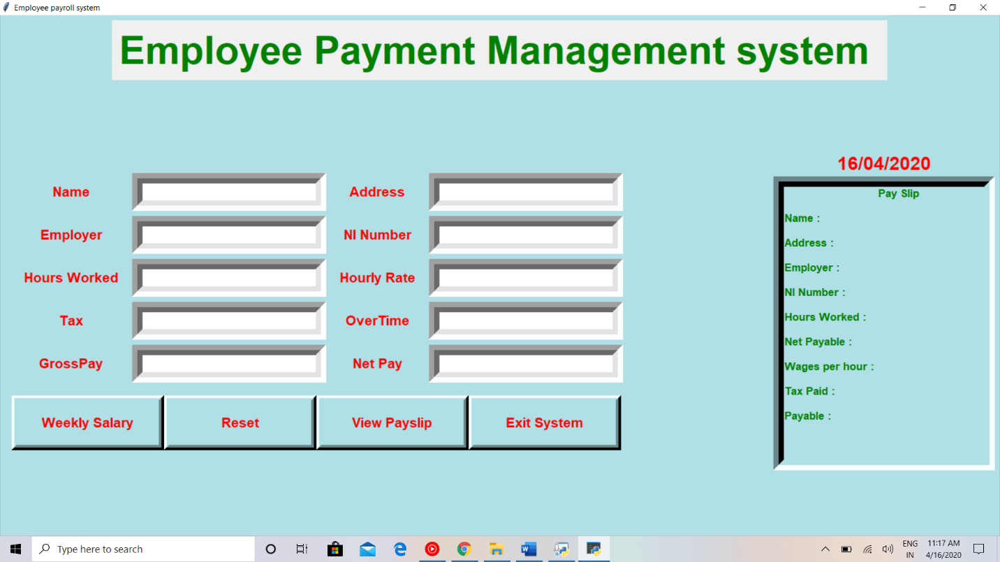 Employee payroll system
Employee Payment Management system
16/04/2020
Name
Address
Employer
NI Number
Hours Worked
Hourly Rate
Tax
OverTime
GrossPay
Net Pay
Weekly Salary
Reset
View Payslip
Exit System
Pay Slip
Name :
Address :
Employer :
NI Number :
Hours Worked :
Net Payable :
Wages per hour :
Tax Paid :
Payable :
Type here to search
ENG
IN
11:17 AM
4/16/2020